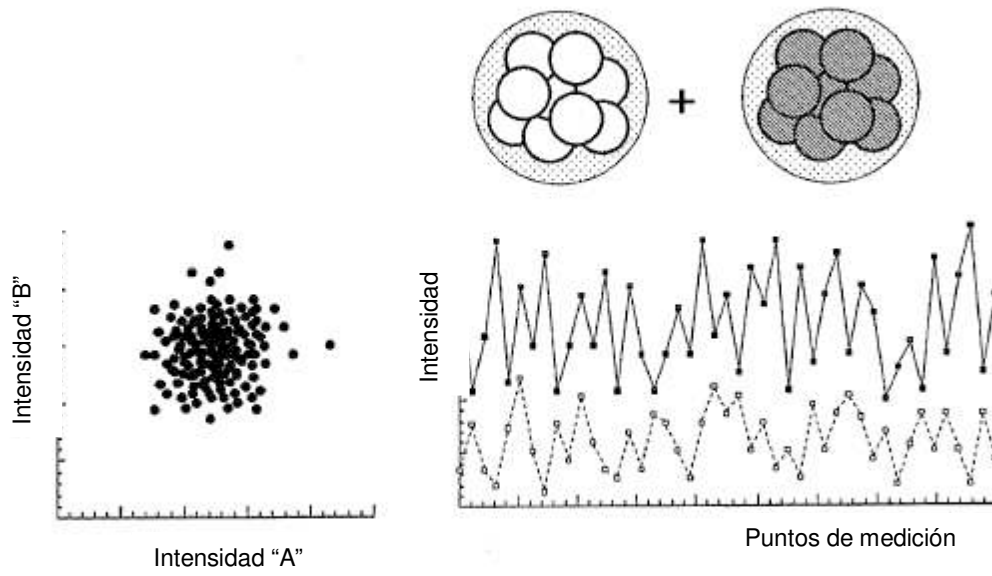 +
Intensidad “B”
Intensidad
Intensidad “A”
Puntos de medición